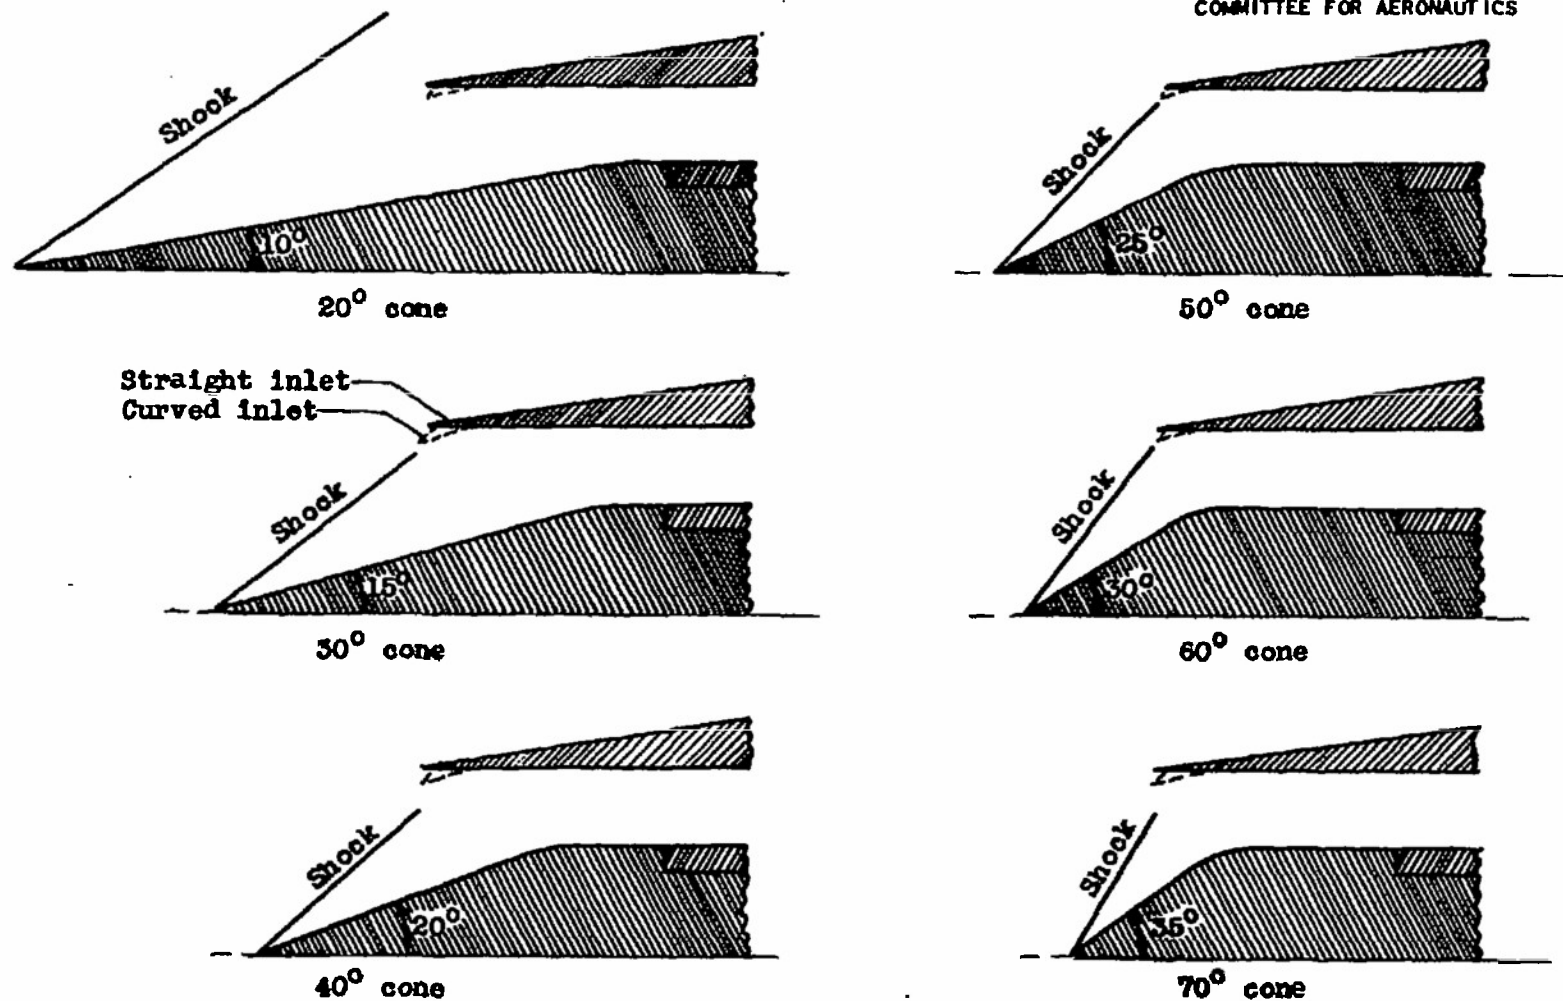 COMMITTEE FOR AERONAUTICS
Shock
10°
20° cone
Shock
25°
50° cone
Straight inlet
Curved inlet
Shock
15°
30° cone
Shock
30°
60° cone
Shock
20°
40° cone
Shock
35°
70° cone